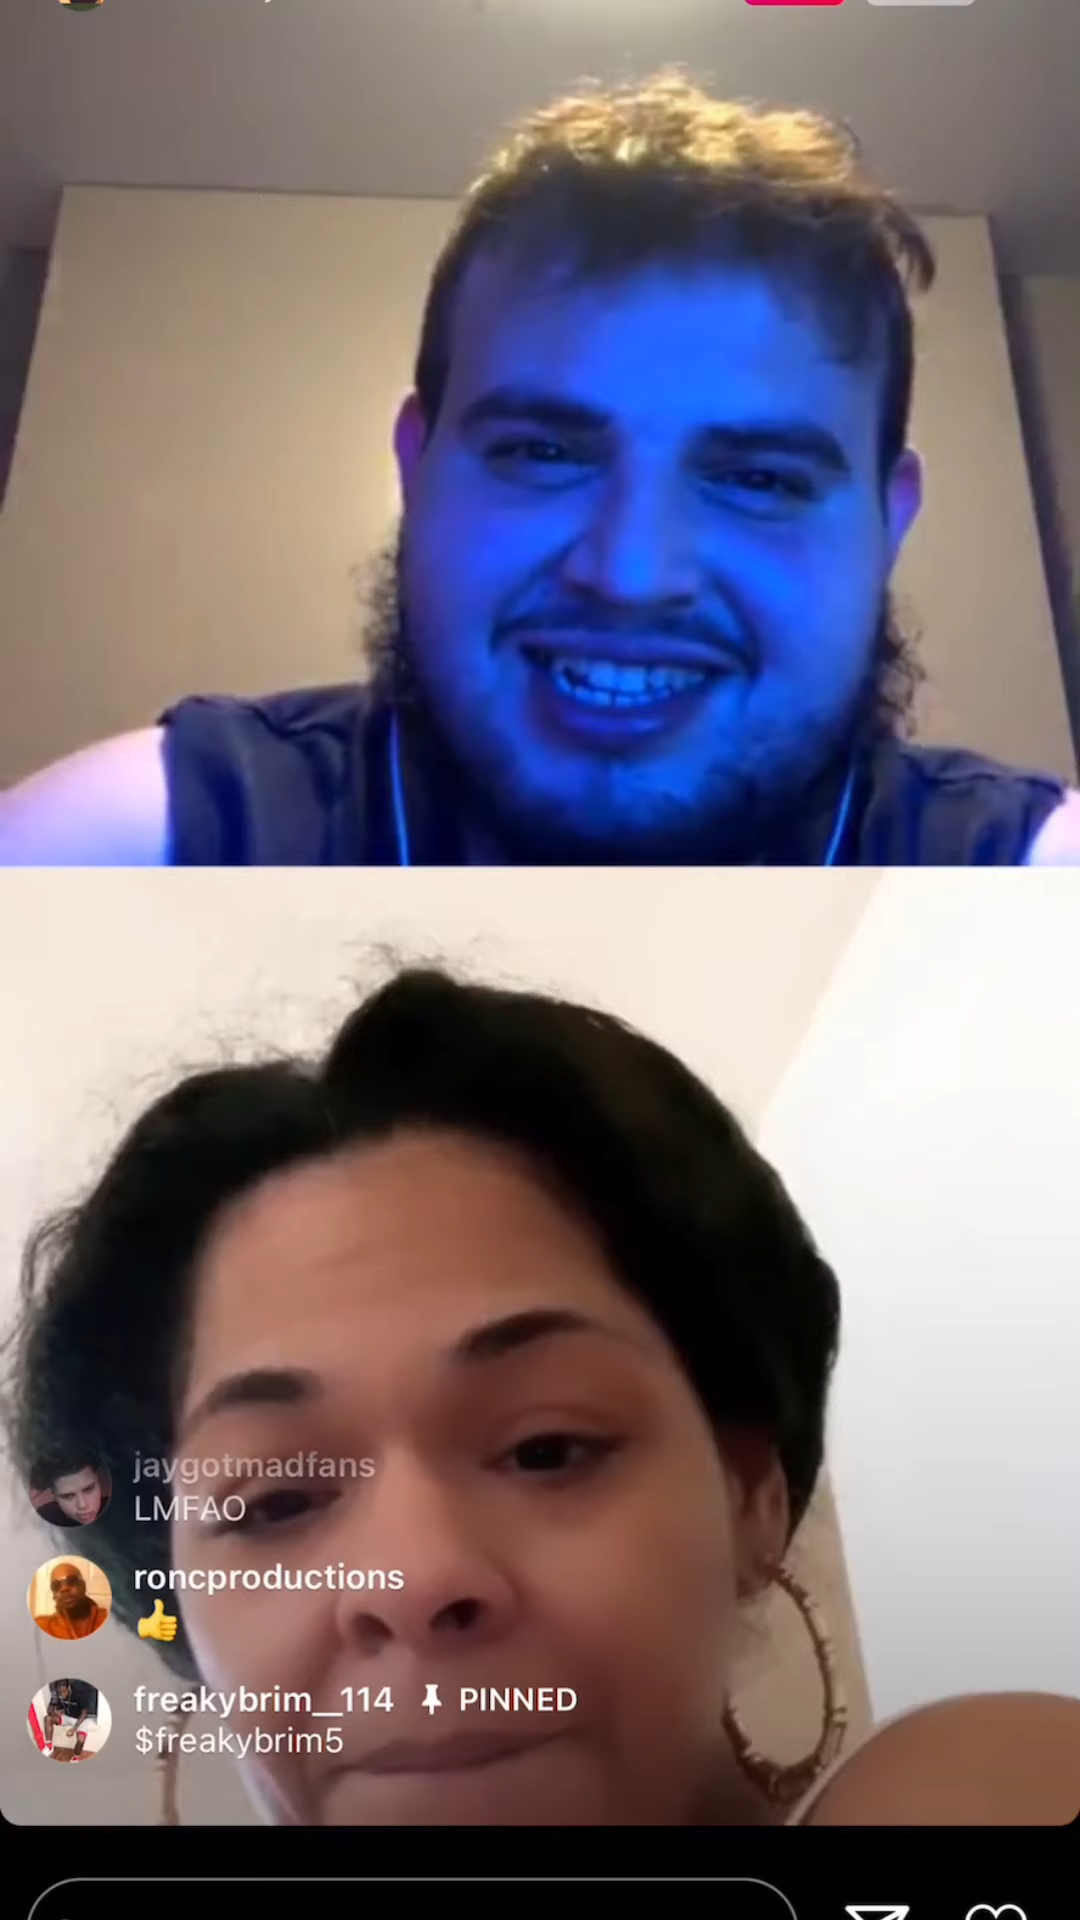 jaygotmadfans
LMFAO
roncproductions
👍
freakybrim__114 📌 PINNED
$freakybrim5